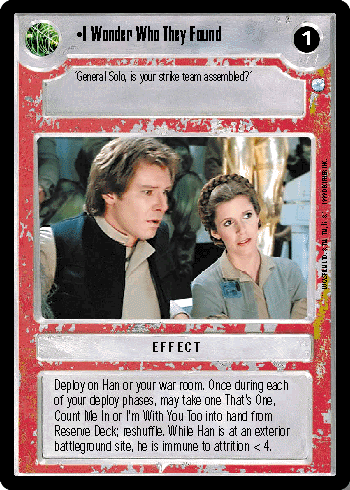 •I Wonder Who They Found
1
'General Solo, is your strike team assembled?'
EFFECT
Deploy on Han or your war room. Once during each
of your deploy phases, may take one That's One,
Count Me In or I'm With You Too into hand from
Reserve Deck; reshuffle. While Han is at an exterior
battleground site, he is immune to attrition < 4.